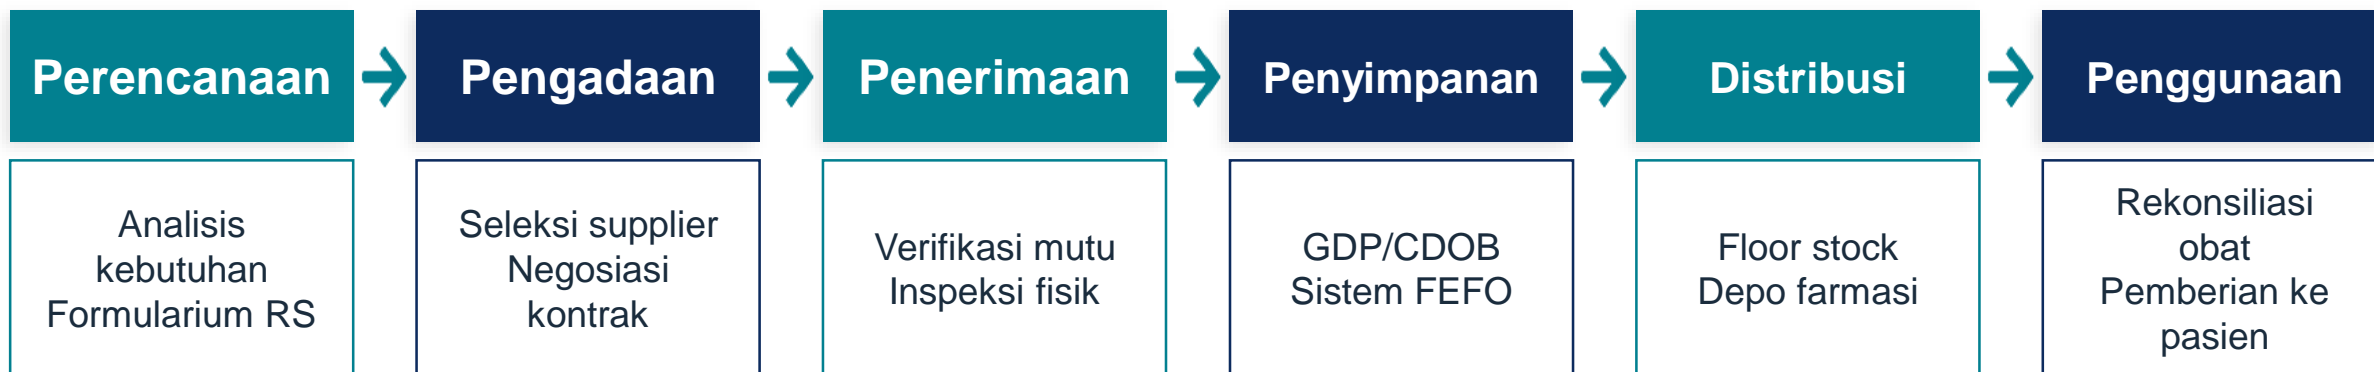 Perencanaan
Pengadaan
Penerimaan
Penyimpanan
Distribusi
Penggunaan
Analisis
kebutuhan
Formularium RS
Seleksi supplier
Negosiasi
kontrak
Verifikasi mutu
Inspeksi fisik
GDP/CDOB
Sistem FEFO
Floor stock
Depo farmasi
Rekonsiliasi
obat
Pemberian ke
pasien